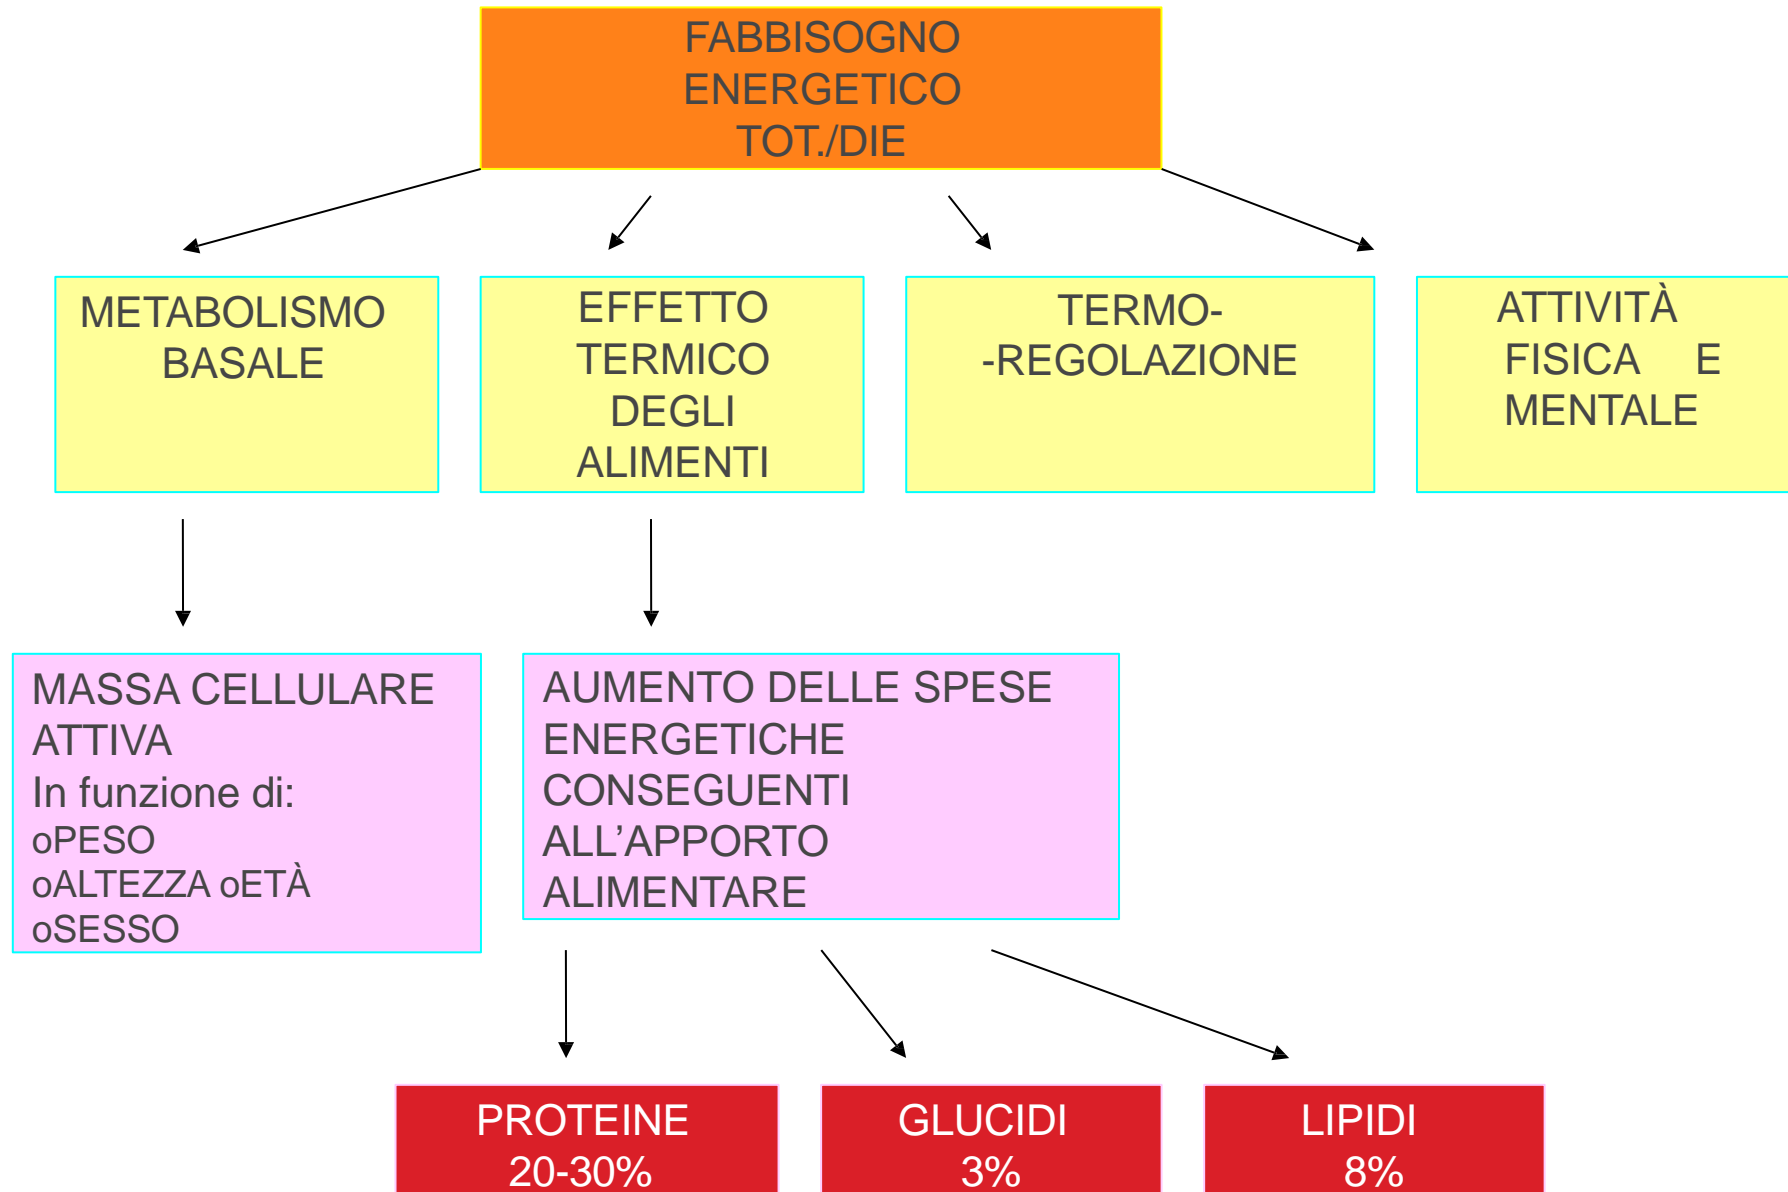 FABBISOGNO
ENERGETICO
TOT./DIE
METABOLISMO
BASALE
EFFETTO
TERMICO
DEGLI
ALIMENTI
TERMO-
-REGOLAZIONE
ATTIVITÀ
FISICA E
MENTALE
MASSA CELLULARE
ATTIVA
In funzione di:
oPESO
oALTEZZA oETÀ
oSESSO
AUMENTO DELLE SPESE
ENERGETICHE
CONSEGUENTI
ALL’APPORTO
ALIMENTARE
PROTEINE
20-30%
GLUCIDI
3%
LIPIDI
8%